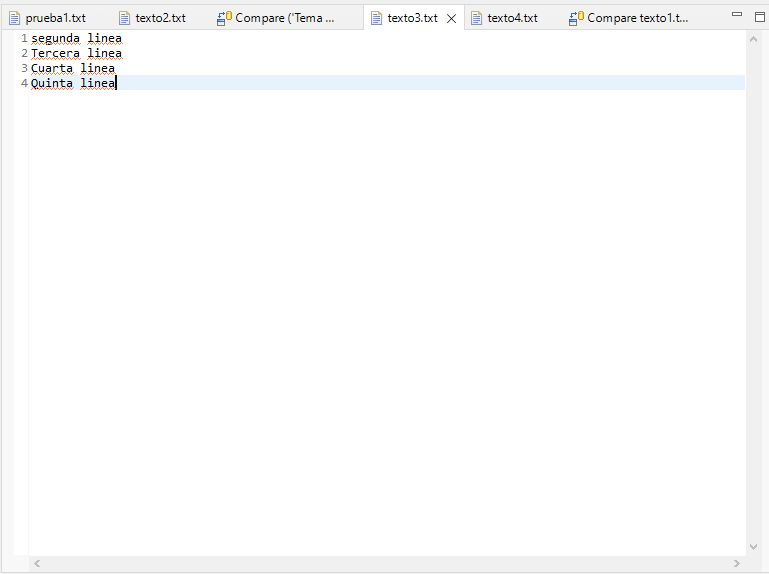 prueba1.txt texto2.txt Compare ('Tema ... texto3.txt texto4.txt Compare texto1.t...
1 segunda linea
2 Tercera linea
3 Cuarta linea
4 Quinta linea